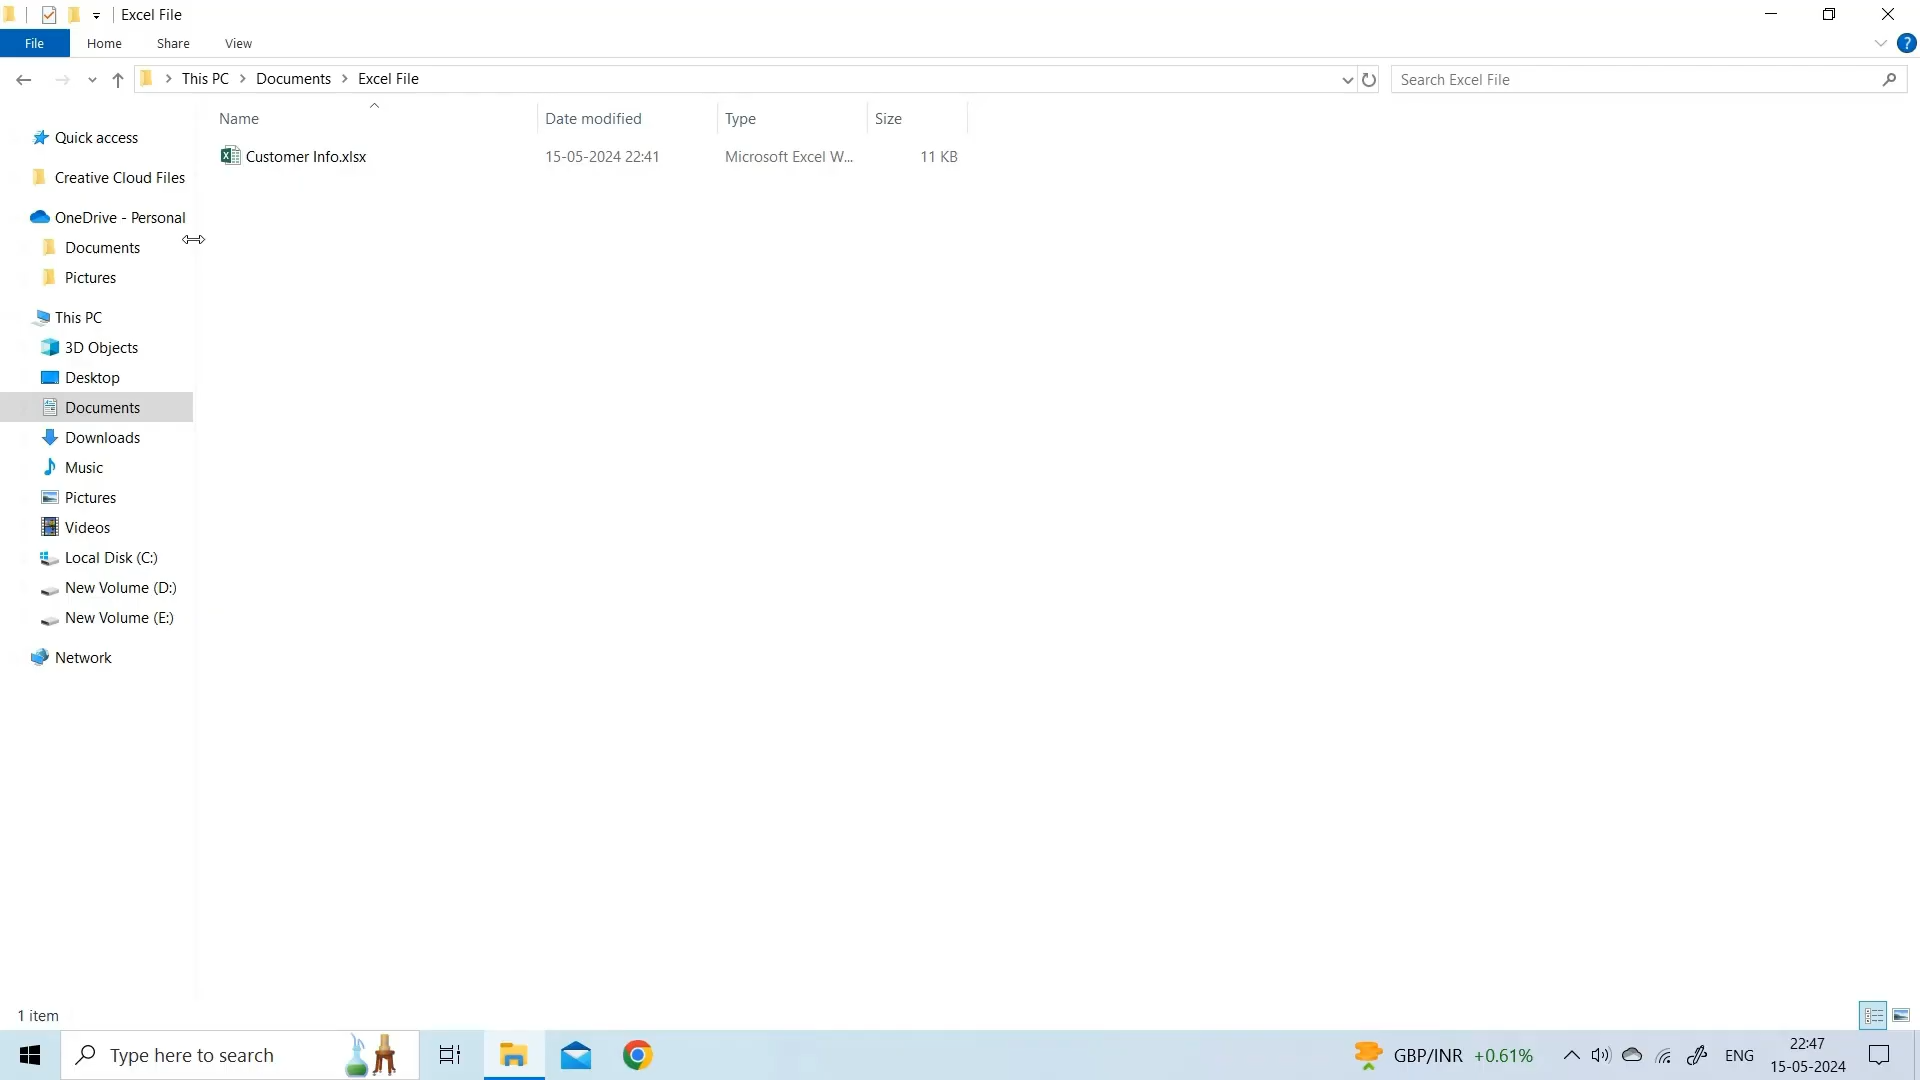 Excel File
File Home Share View ?
This PC > Documents > Excel File
Search Excel File
Name Date modified Type Size
Customer Info.xlsx 15-05-2024 22:41 Microsoft Excel W... 11 KB
Quick access
Creative Cloud Files
OneDrive - Personal
Documents
Pictures
This PC
3D Objects
Desktop
Documents
Downloads
Music
Pictures
Videos
Local Disk (C:)
New Volume (D:)
New Volume (E:)
Network
1 item
Type here to search
GBP/INR +0.61%
ENG
22:47
15-05-2024